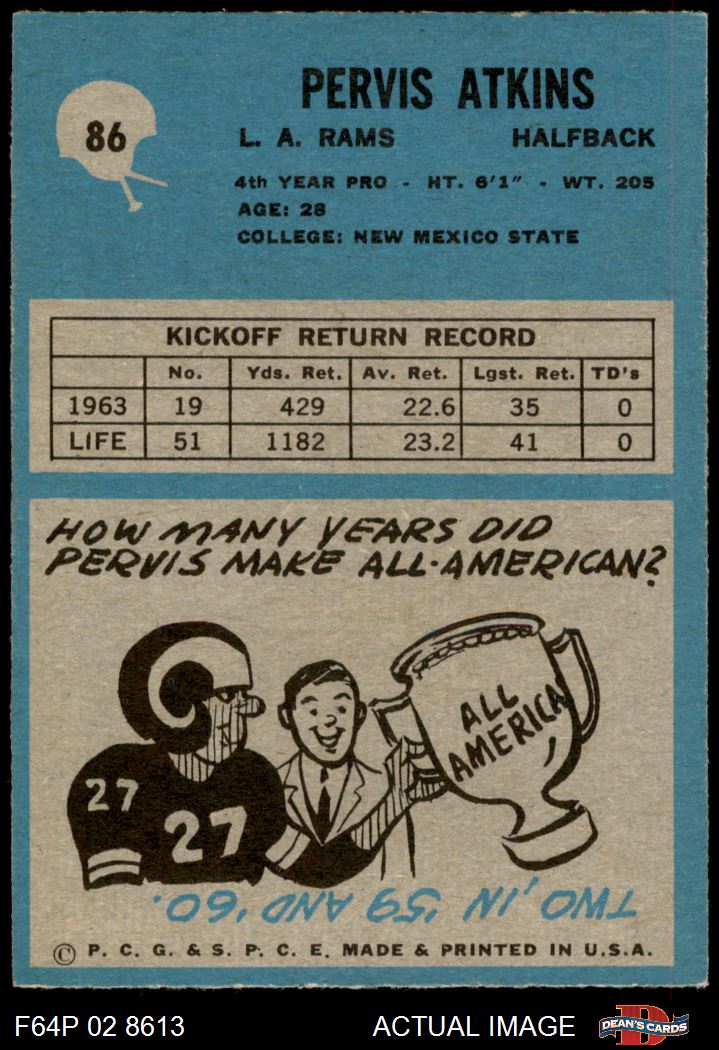 86
PERVIS ATKINS
L. A. RAMS HALFBACK
4th YEAR PRO - HT. 6'1" - WT. 205
AGE: 28
COLLEGE: NEW MEXICO STATE
KICKOFF RETURN RECORD
No. Yds. Ret. Av. Ret. Lgst. Ret. TD's
1963 19 429 22.6 35 0
LIFE 51 1182 23.2 41 0
HOW MANY YEARS DID
PERVIS MAKE ALL-AMERICAN?
ALL
AMERICA
27
27
TWO, IN '59 AND '60.
© P. C. G. & S. P. C. E. MADE & PRINTED IN U.S.A.
F64P 02 8613 ACTUAL IMAGE
D
DEAN'S CARDS